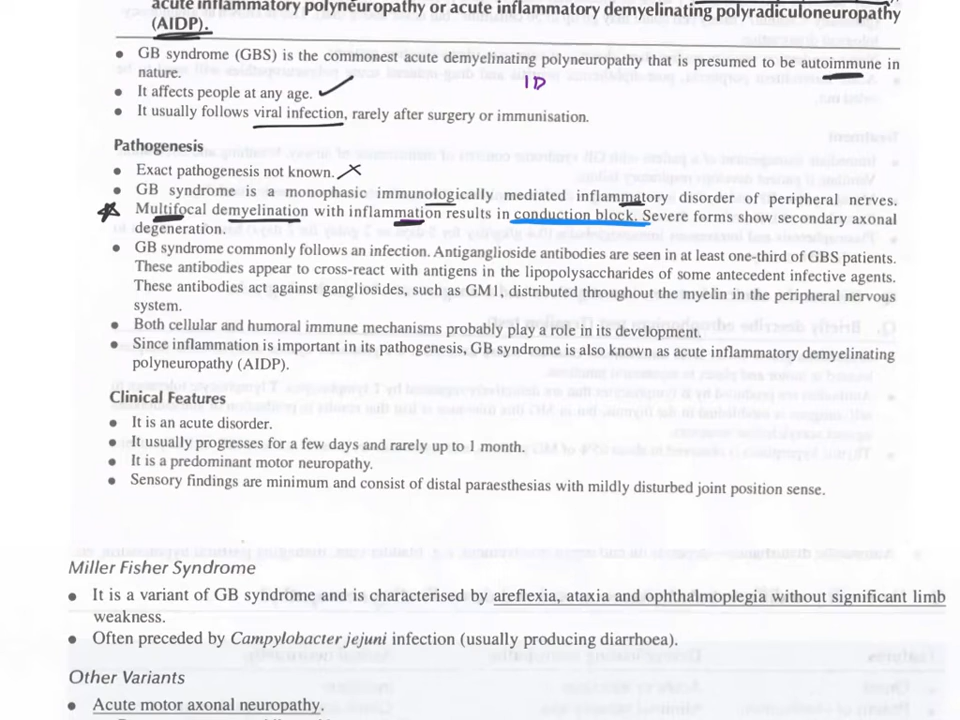 acute inflammatory polyneuropathy or acute inflammatory demyelinating polyradiculoneuropathy
(AIDP).
• GB syndrome (GBS) is the commonest acute demyelinating polyneuropathy that is presumed to be autoimmune in
nature.
• It affects people at any age.
• It usually follows viral infection, rarely after surgery or immunisation.
Pathogenesis
• Exact pathogenesis not known.
• GB syndrome is a monophasic immunologically mediated inflammatory disorder of peripheral nerves.
Multifocal demyelination with inflammation results in conduction block. Severe forms show secondary axonal
degeneration.
• GB syndrome commonly follows an infection. Antiganglioside antibodies are seen in at least one-third of GBS patients.
These antibodies appear to cross-react with antigens in the lipopolysaccharides of some antecedent infective agents.
These antibodies act against gangliosides, such as GM1, distributed throughout the myelin in the peripheral nervous
system.
• Both cellular and humoral immune mechanisms probably play a role in its development.
• Since inflammation is important in its pathogenesis, GB syndrome is also known as acute inflammatory demyelinating
polyneuropathy (AIDP).
Clinical Features
• It is an acute disorder.
• It usually progresses for a few days and rarely up to 1 month.
• It is a predominant motor neuropathy.
• Sensory findings are minimum and consist of distal paraesthesias with mildly disturbed joint position sense.
Miller Fisher Syndrome
• It is a variant of GB syndrome and is characterised by areflexia, ataxia and ophthalmoplegia without significant limb
weakness.
• Often preceded by Campylobacter jejuni infection (usually producing diarrhoea).
Other Variants
• Acute motor axonal neuropathy.